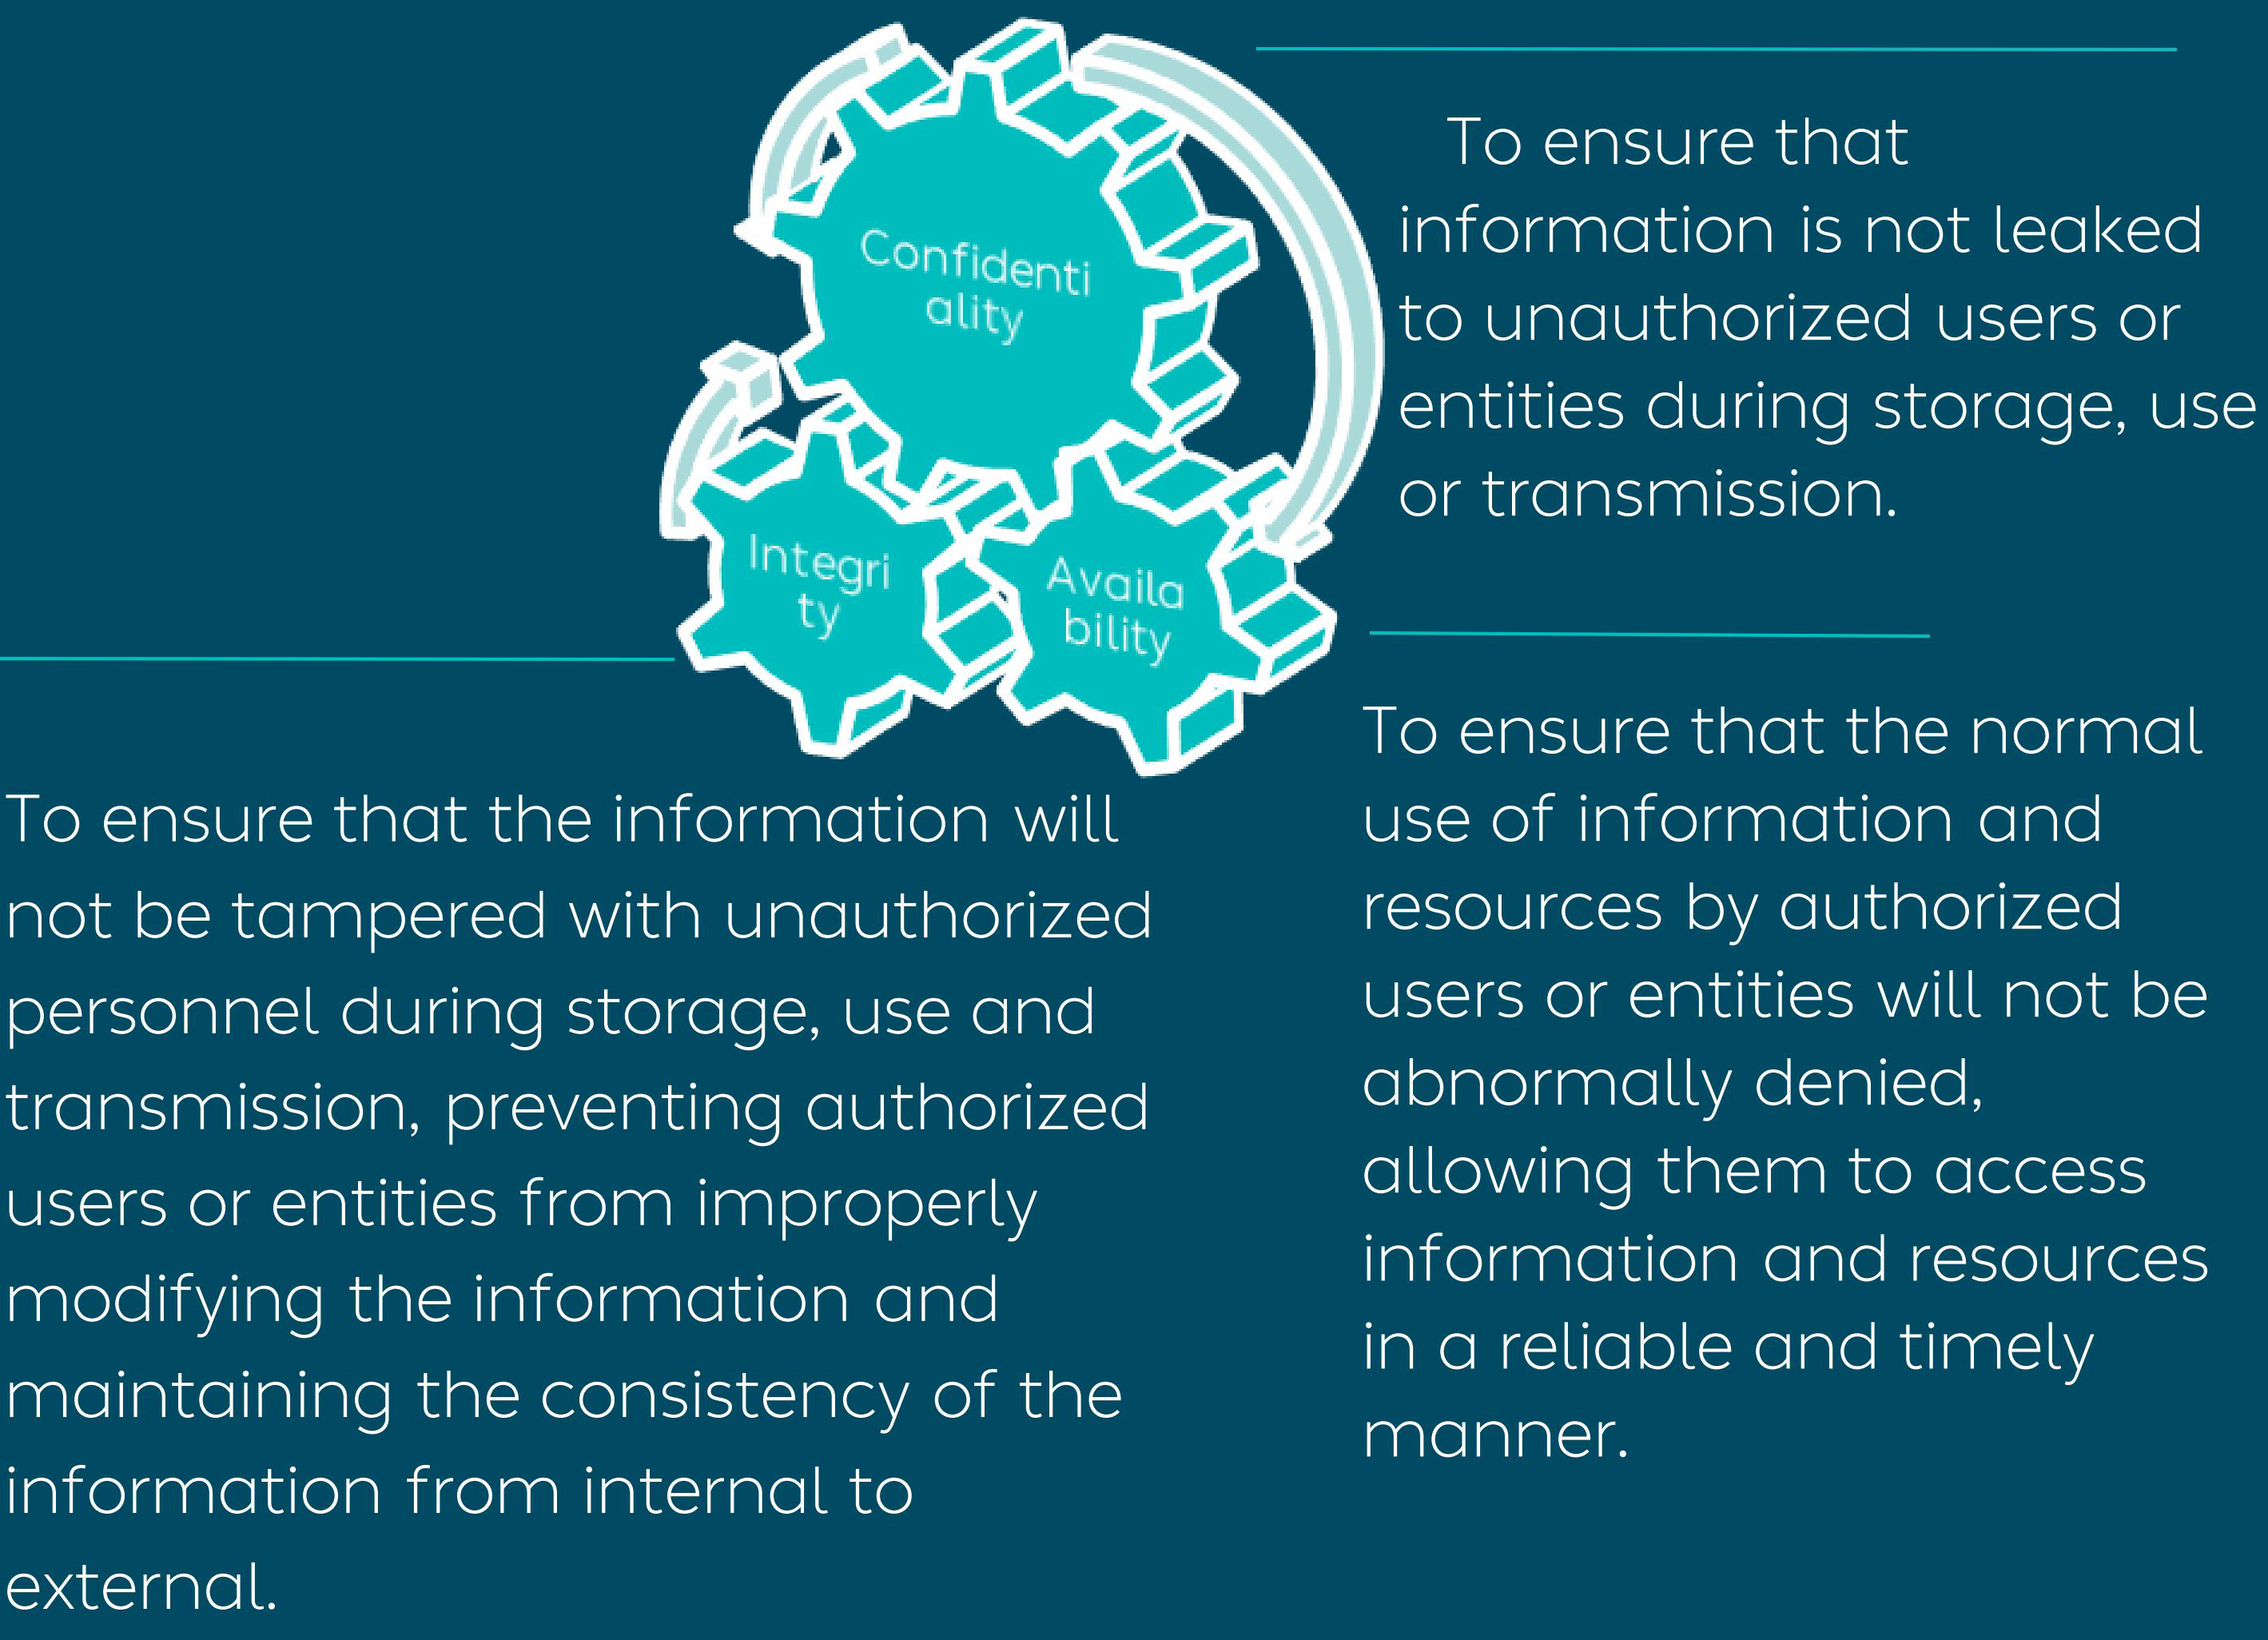 Confidenti
ality
Integri
ty
Availa
bility
To ensure that
information is not leaked
to unauthorized users or
entities during storage, use
or transmission.
To ensure that the information will
not be tampered with unauthorized
personnel during storage, use and
transmission, preventing authorized
users or entities from improperly
modifying the information and
maintaining the consistency of the
information from internal to
external.
To ensure that the normal
use of information and
resources by authorized
users or entities will not be
abnormally denied,
allowing them to access
information and resources
in a reliable and timely
manner.